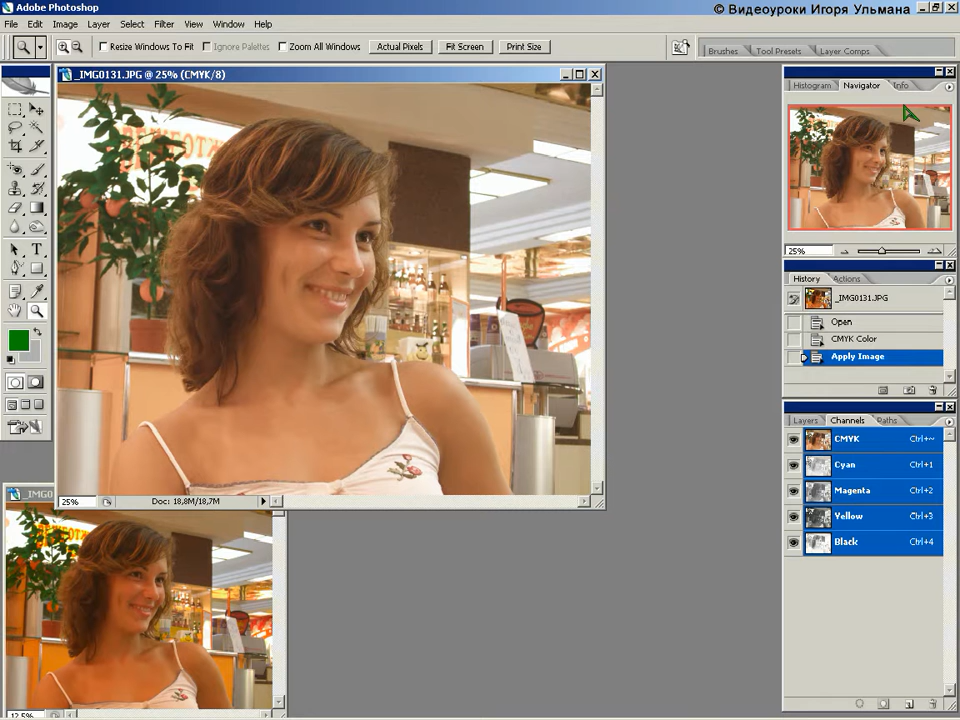 Adobe Photoshop
© Видеоуроки Игоря Ульмана
File Edit Image Layer Select Filter View Window Help
Resize Windows To Fit Ignore Palettes Zoom All Windows Actual Pixels Fit Screen Print Size
Brushes Tool Presets Layer Comps
_IMG0131.JPG @ 25% (CMYK/8)
Histogram Navigator Info
25%
History Actions
_IMG0131.JPG
Open
CMYK Color
Apply Image
Layers Channels Paths
CMYK Ctrl+~
Cyan Ctrl+1
Magenta Ctrl+2
Yellow Ctrl+3
Black Ctrl+4
25% Doc: 18,8M/18,7M
_IMG0
12,5%